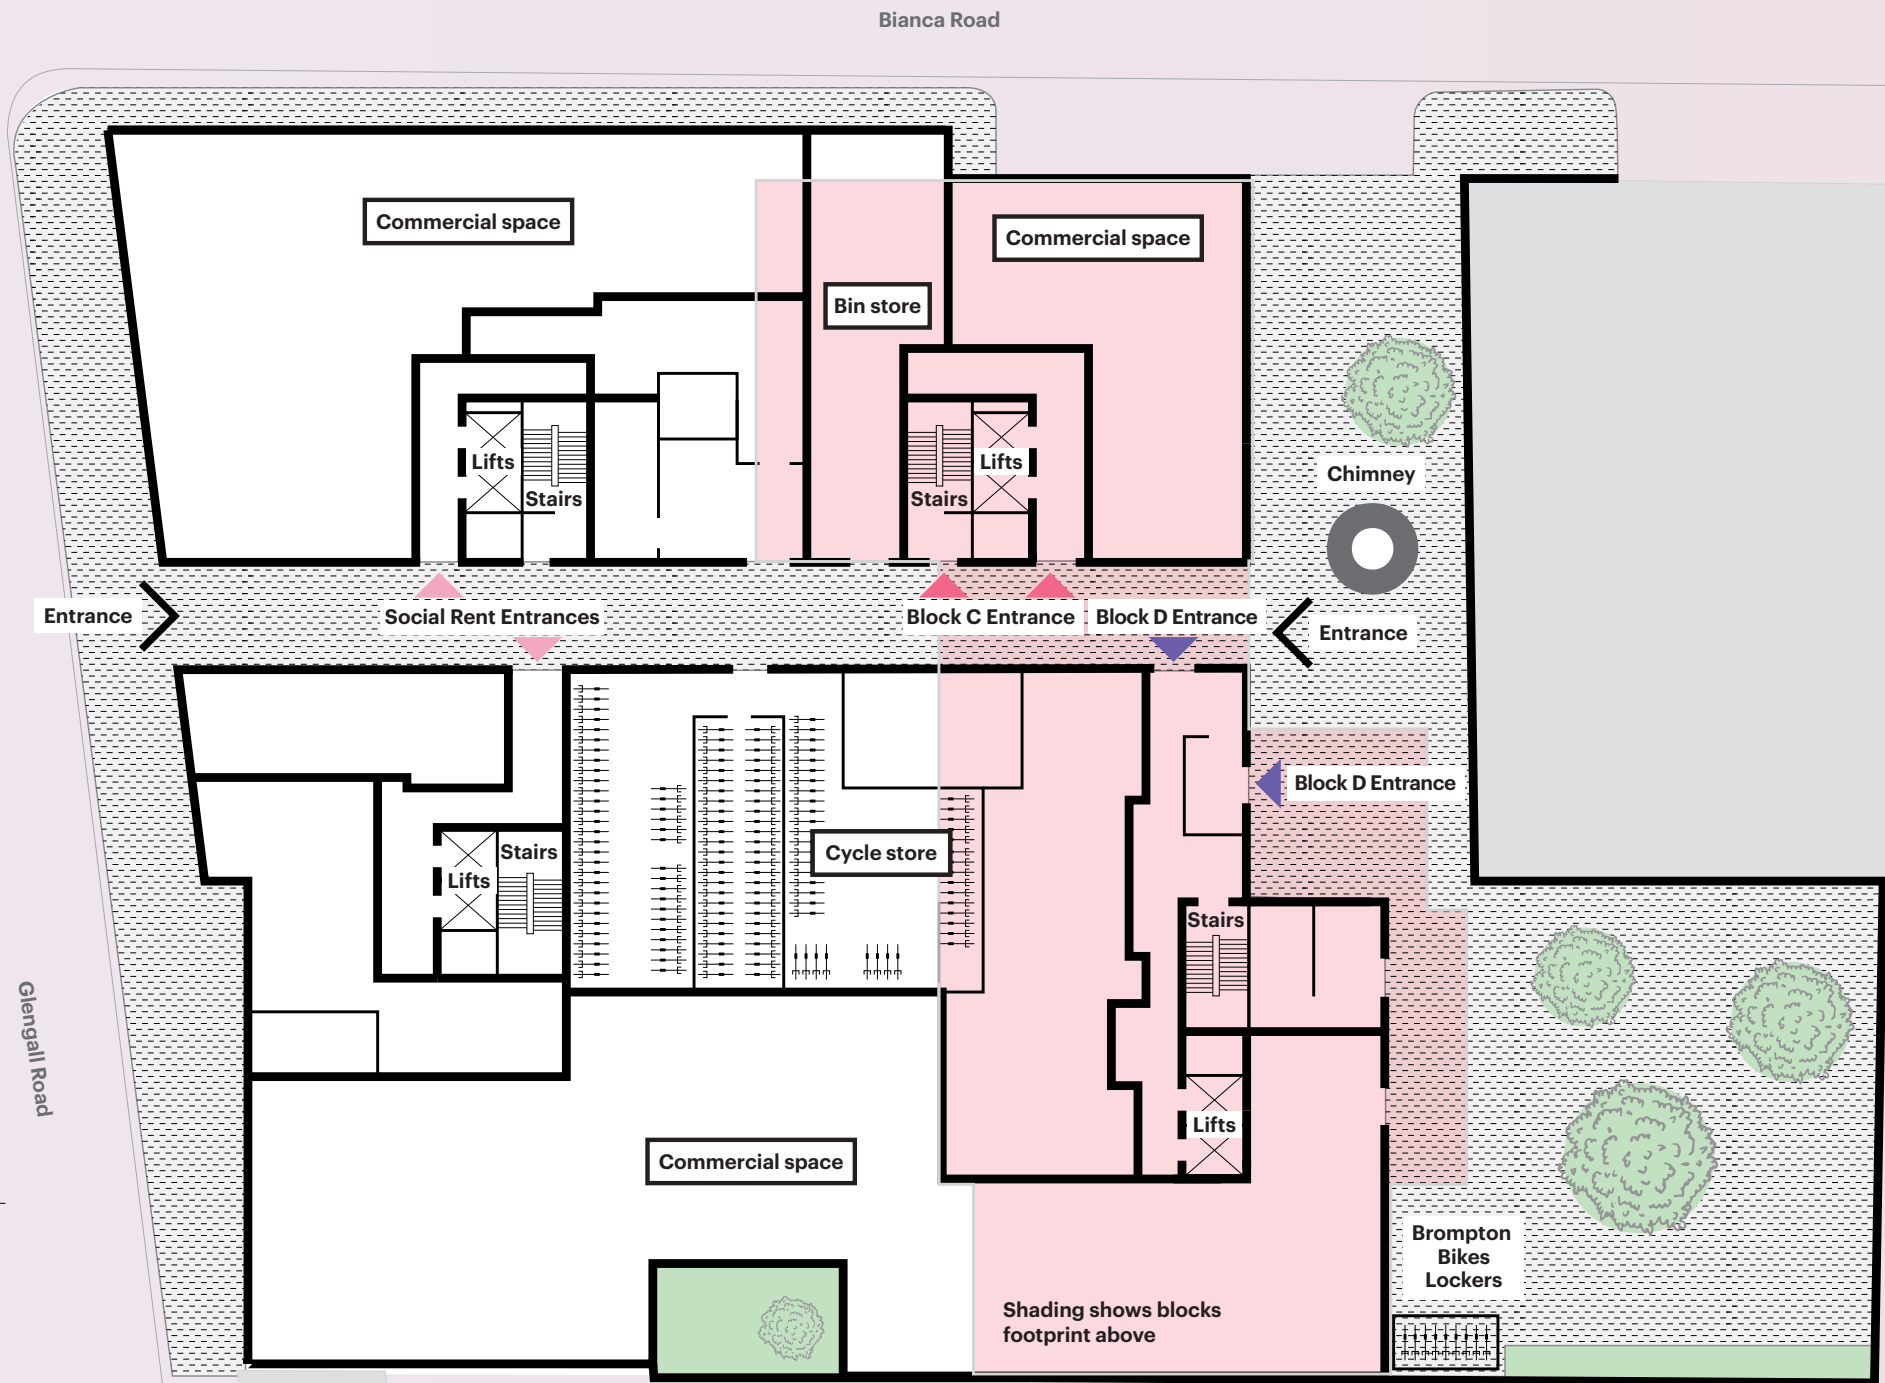 Bianca Road
Commercial space
Commercial space
Bin store
Lifts
Stairs
Lifts
Stairs
Chimney
Entrance
Social Rent Entrances
Block C Entrance
Block D Entrance
Entrance
Block D Entrance
Stairs
Lifts
Cycle store
Stairs
Glengall Road
Lifts
Commercial space
Brompton
Bikes
Lockers
Shading shows blocks
footprint above